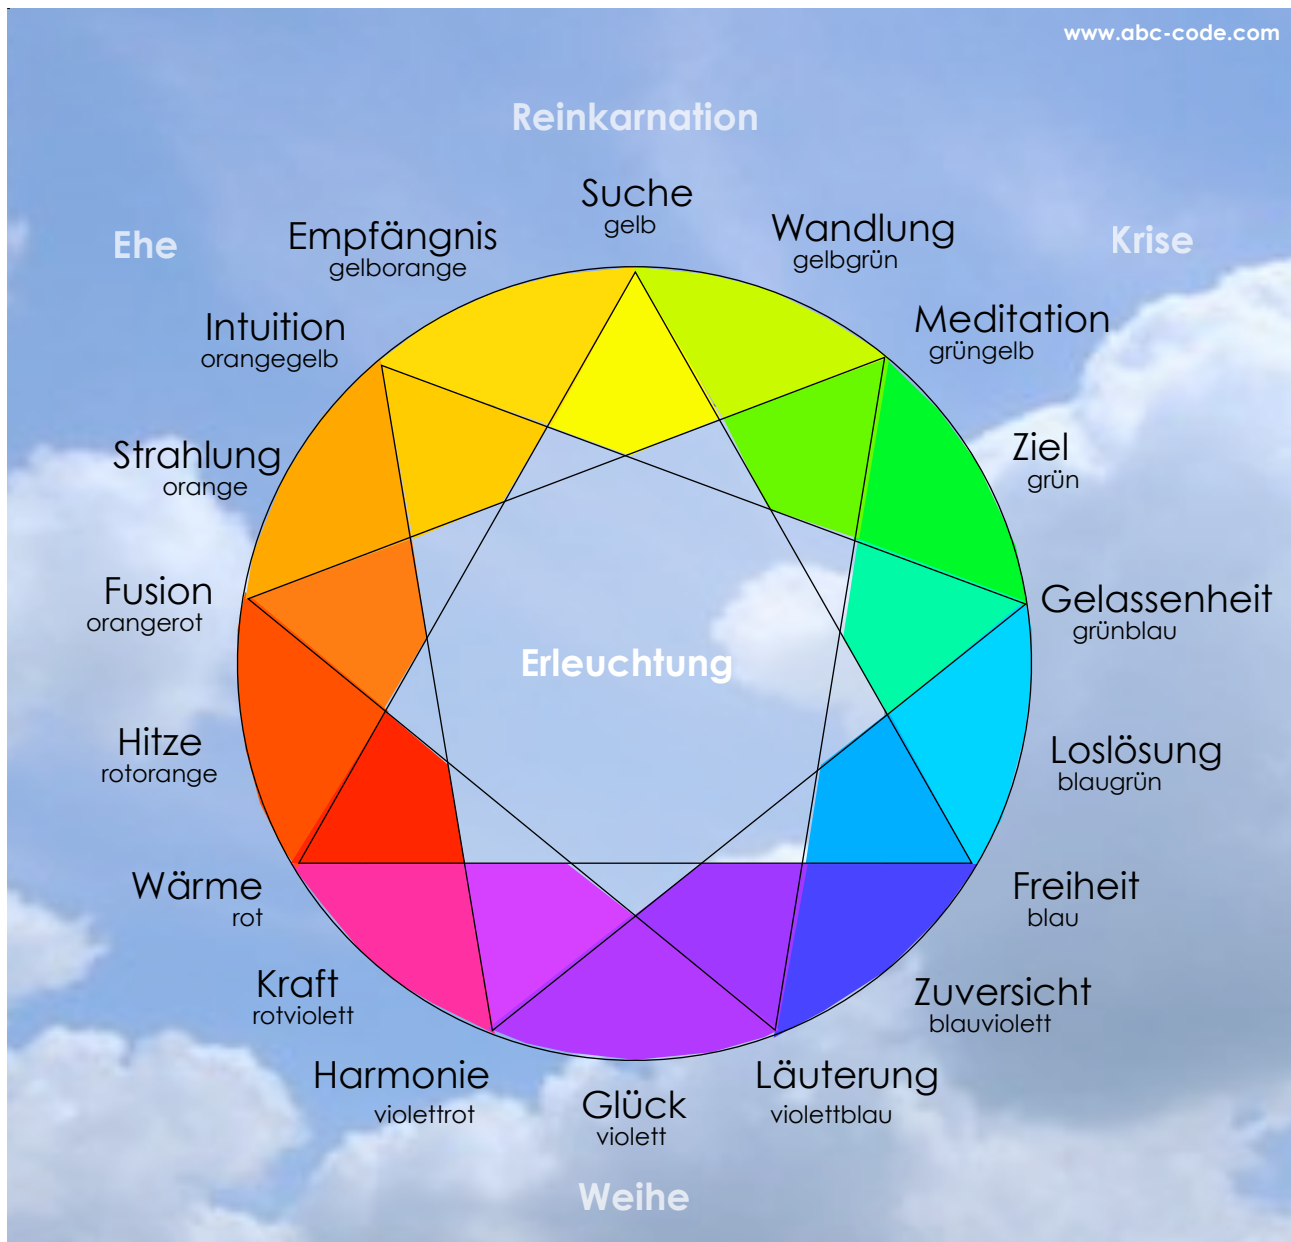 www.abc-code.com
Reinkarnation
Suche
gelb
Wandlung
gelbgrün
Krise
Meditation
grüngelb
Ziel
grün
Gelassenheit
grünblau
Loslösung
blaugrün
Freiheit
blau
Zuversicht
blauviolett
Läuterung
violettblau
Glück
violett
Weihe
Harmonie
violettrot
Kraft
rotviolett
Wärme
rot
Hitze
rotorange
Fusion
orangerot
Strahlung
orange
Intuition
orangegelb
Empfängnis
gelborange
Ehe
Erleuchtung